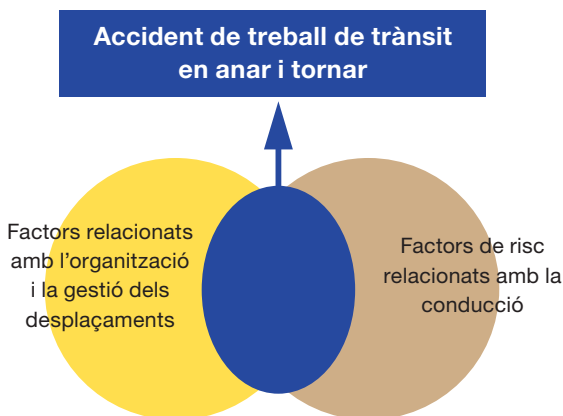 Accident de treball de trànsit
en anar i tornar
Factors relacionats
amb l'organització
i la gestió dels
desplaçaments
Factors de risc
relacionats amb la
conducció